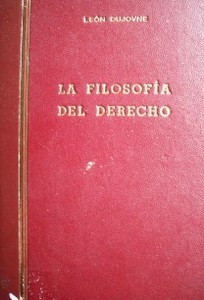 LEÓN DUJOVNE
LA FILOSOFÍA
DEL DERECHO